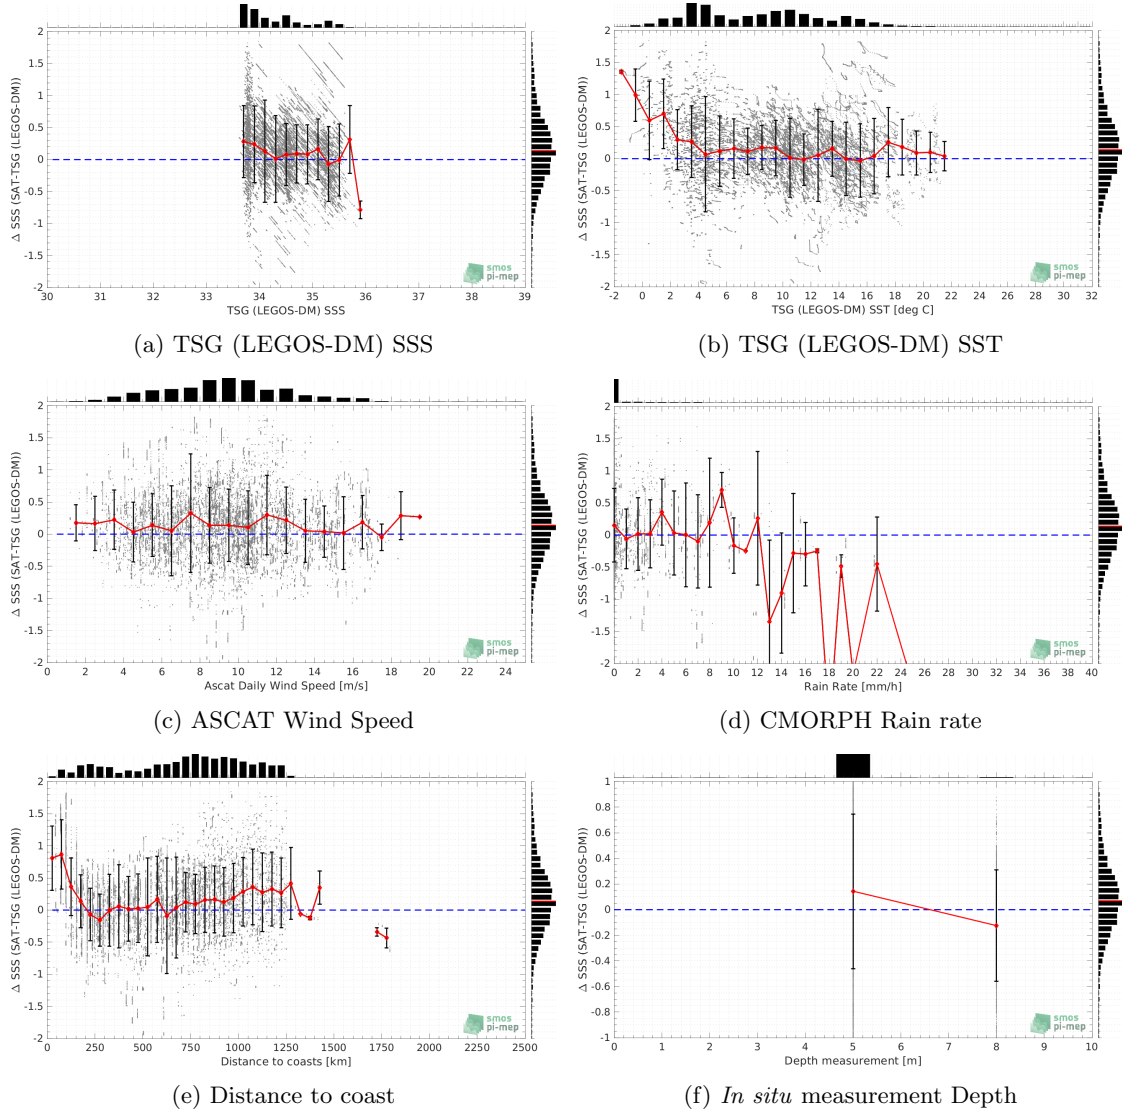 2
1.5
1
0.5
0
-0.5
-1
-1.5
-2
Δ SSS (SAT-TSG (LEGOS-DM))
30 31 32 33 34 35 36 37 38 39
TSG (LEGOS-DM) SSS
smos
pi-mep
(a) TSG (LEGOS-DM) SSS
2
1.5
1
0.5
0
-0.5
-1
-1.5
-2
Δ SSS (SAT-TSG (LEGOS-DM))
-2 0 2 4 6 8 10 12 14 16 18 20 22 24 26 28 30 32
TSG (LEGOS-DM) SST [deg C]
smos
pi-mep
(b) TSG (LEGOS-DM) SST
2
1.5
1
0.5
0
-0.5
-1
-1.5
-2
Δ SSS (SAT-TSG (LEGOS-DM))
0 2 4 6 8 10 12 14 16 18 20 22 24
Ascat Daily Wind Speed [m/s]
smos
pi-mep
(c) ASCAT Wind Speed
2
1.5
1
0.5
0
-0.5
-1
-1.5
-2
Δ SSS (SAT-TSG (LEGOS-DM))
0 2 4 6 8 10 12 14 16 18 20 22 24 26 28 30 32 34 36 38 40
Rain Rate [mm/h]
smos
pi-mep
(d) CMORPH Rain rate
2
1.5
1
0.5
0
-0.5
-1
-1.5
-2
Δ SSS (SAT-TSG (LEGOS-DM))
0 250 500 750 1000 1250 1500 1750 2000 2250 2500
Distance to coasts [km]
smos
pi-mep
(e) Distance to coast
1
0.8
0.6
0.4
0.2
0
-0.2
-0.4
-0.6
-0.8
-1
Δ SSS (SAT-TSG (LEGOS-DM))
0 1 2 3 4 5 6 7 8 9 10
Depth measurement [m]
smos
pi-mep
(f) In situ measurement Depth